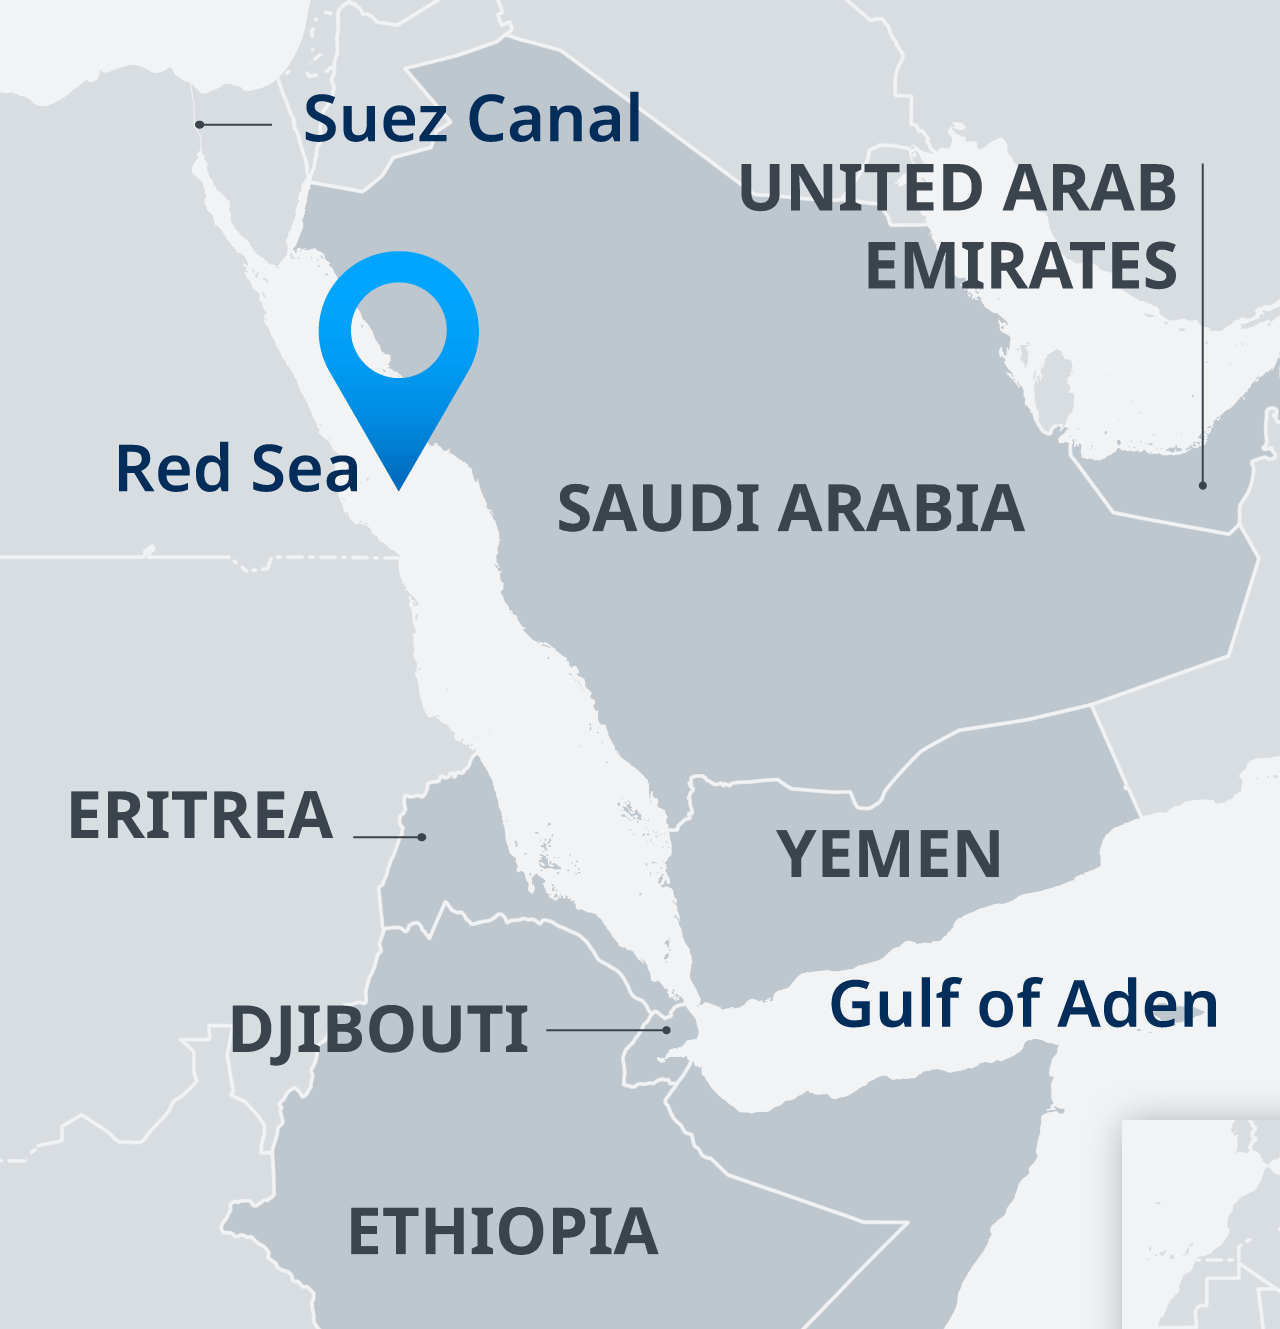 Suez Canal
UNITED ARAB
EMIRATES
Red Sea
SAUDI ARABIA
ERITREA
YEMEN
Gulf of Aden
DJIBOUTI
ETHIOPIA